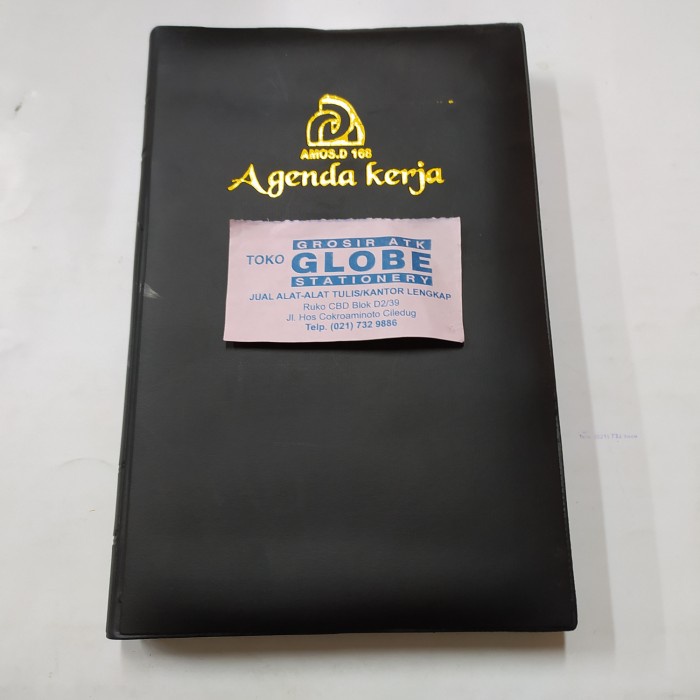 AMOS.D 168
Agenda kerja
GROSIR ATK
TOKO GLOBE
STATIONERY
JUAL ALAT-ALAT TULIS/KANTOR LENGKAP
Ruko CBD Blok D2/39
Jl. Hos Cokroaminoto Ciledug
Telp. (021) 732 9886